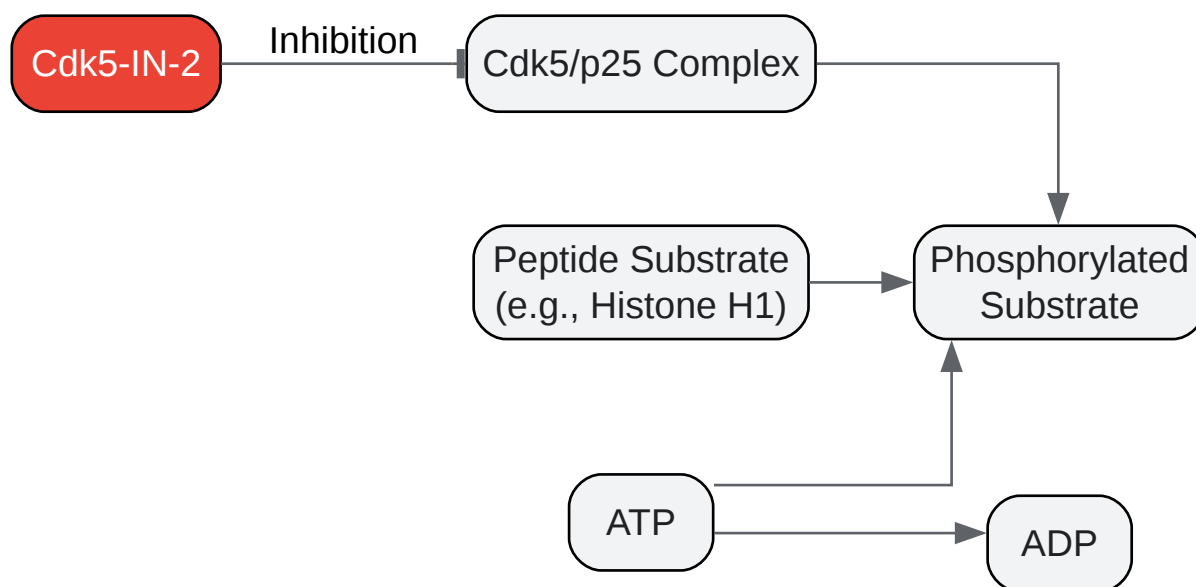 Cdk5-IN-2
Inhibition
Cdk5/p25 Complex
Peptide Substrate
(e.g., Histone H1)
Phosphorylated
Substrate
ATP
ADP